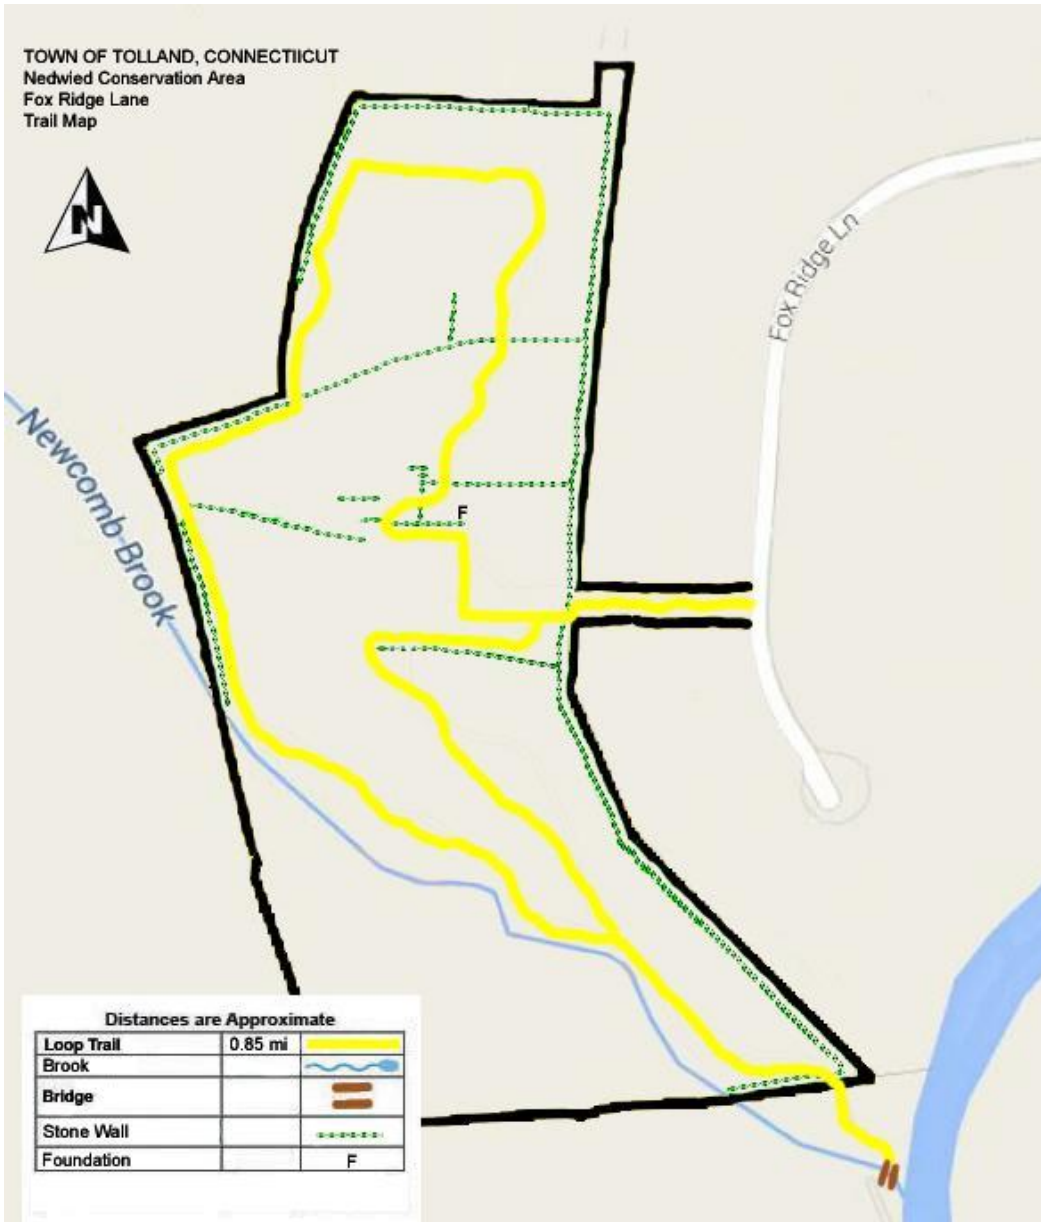 TOWN OF TOLLAND, CONNECTIICUT
Nedwied Conservation Area
Fox Ridge Lane
Trail Map
N
Fox Ridge Ln
Newcomb Brook
F
Distances are Approximate
Loop Trail 0.85 mi
Brook
Bridge
Stone Wall
Foundation F